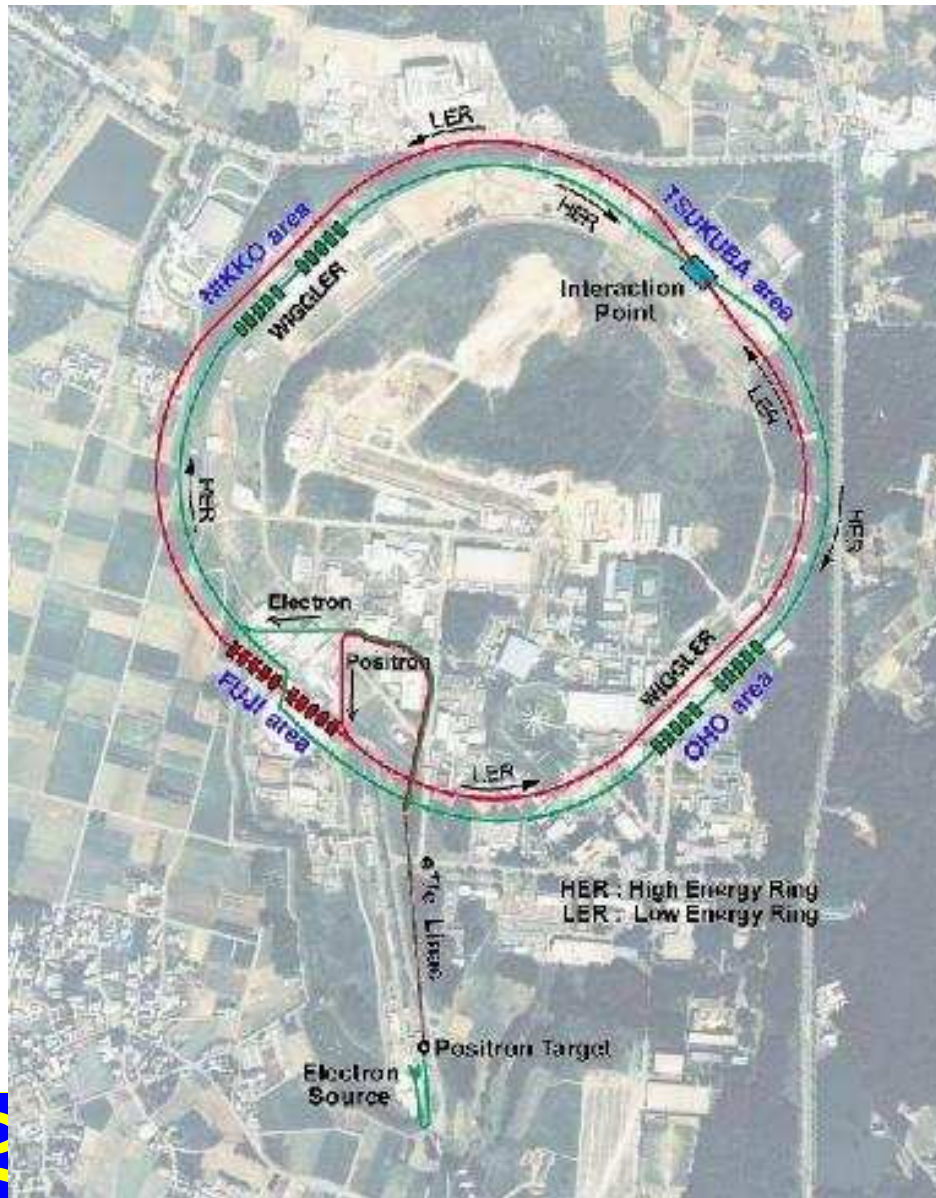 LER
HER
TSUKUBA area
NIKKO area
WIGGLER
Interaction
Point
LER
HER
HER
Electron
Positron
WIGGLER
FUJI area
OHO area
LER
Linac
HER : High Energy Ring
LER : Low Energy Ring
Positron Target
Electron
Source